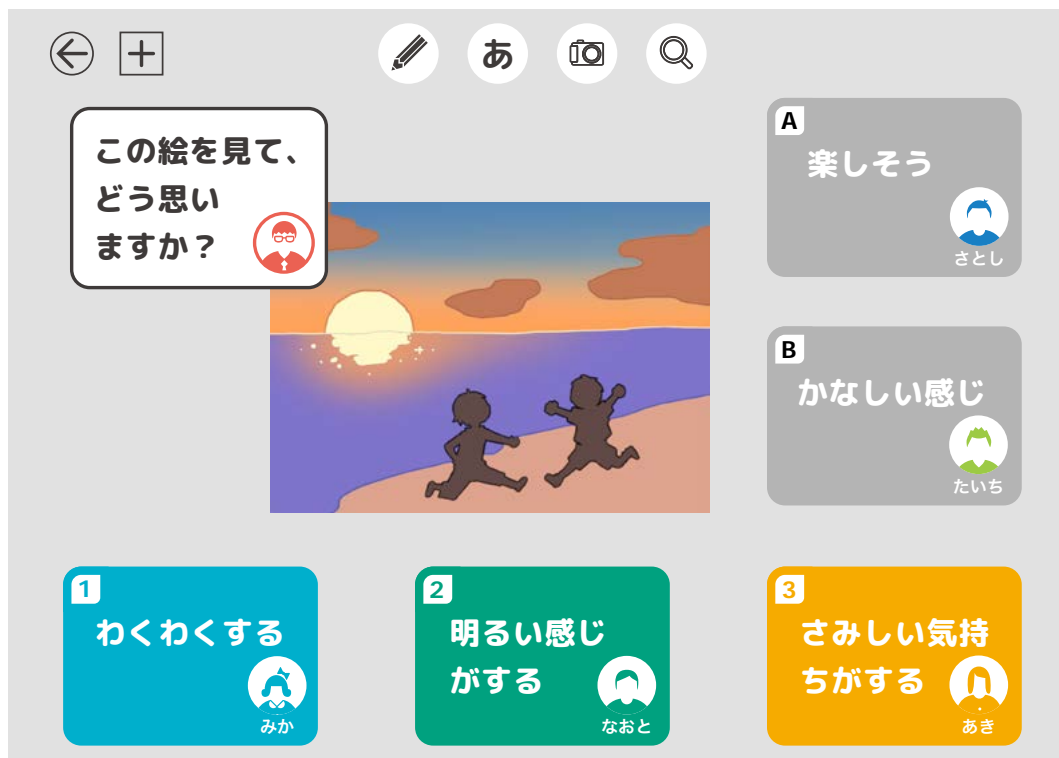 あ
この絵を見て、
どう思い
ますか？
A
楽しそう
さとし
B
かなしい感じ
たいち
1
わくわくする
みか
2
明るい感じ
がする
なおと
3
さみしい気持
ちがする
あき